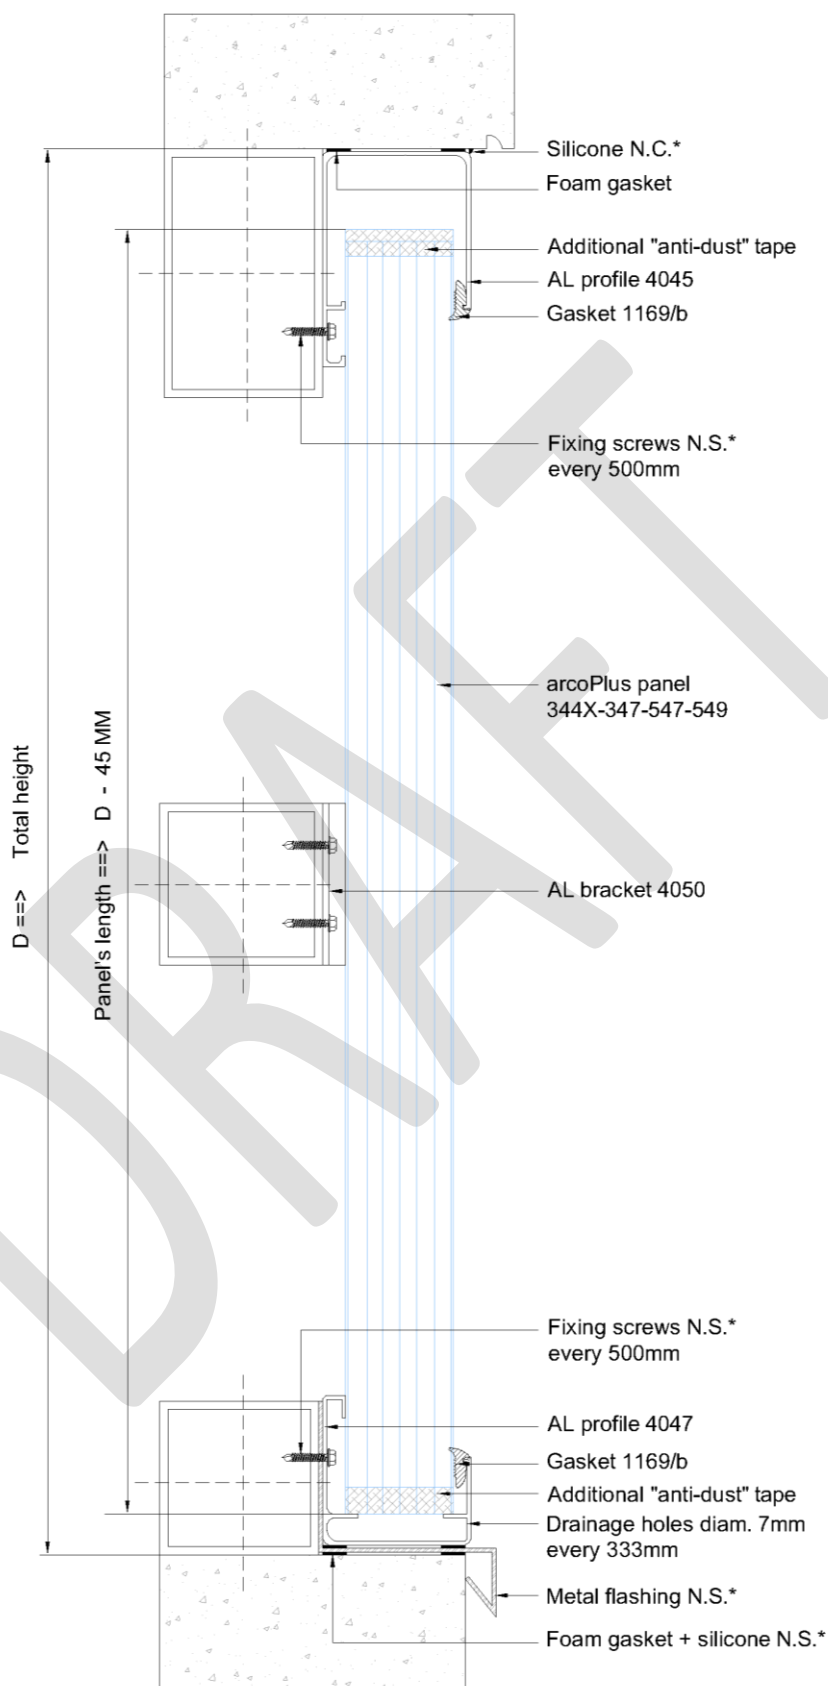 Silicone N.C.*
Foam gasket
Additional "anti-dust" tape
AL profile 4045
Gasket 1169/b
Fixing screws N.S.*
every 500mm
arcoPlus panel
344X-347-547-549
D ==> Total height
Panel's length ==> D - 45 MM
AL bracket 4050
Fixing screws N.S.*
every 500mm
AL profile 4047
Gasket 1169/b
Additional "anti-dust" tape
Drainage holes diam. 7mm
every 333mm
Metal flashing N.S.*
Foam gasket + silicone N.S.*
DRAFT